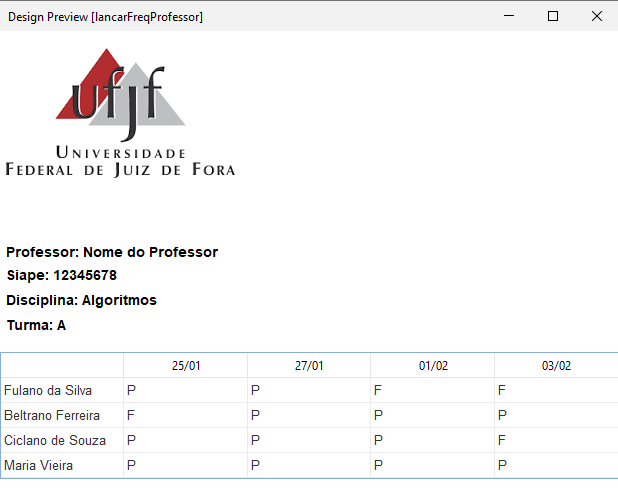 Design Preview [lancarFreqProfessor]
ufjf
UNIVERSIDADE
FEDERAL DE JUIZ DE FORA
Professor: Nome do Professor
Siape: 12345678
Disciplina: Algoritmos
Turma: A
25/01 27/01 01/02 03/02
Fulano da Silva P P F F
Beltrano Ferreira F P P P
Ciclano de Souza P P P F
Maria Vieira P P P P